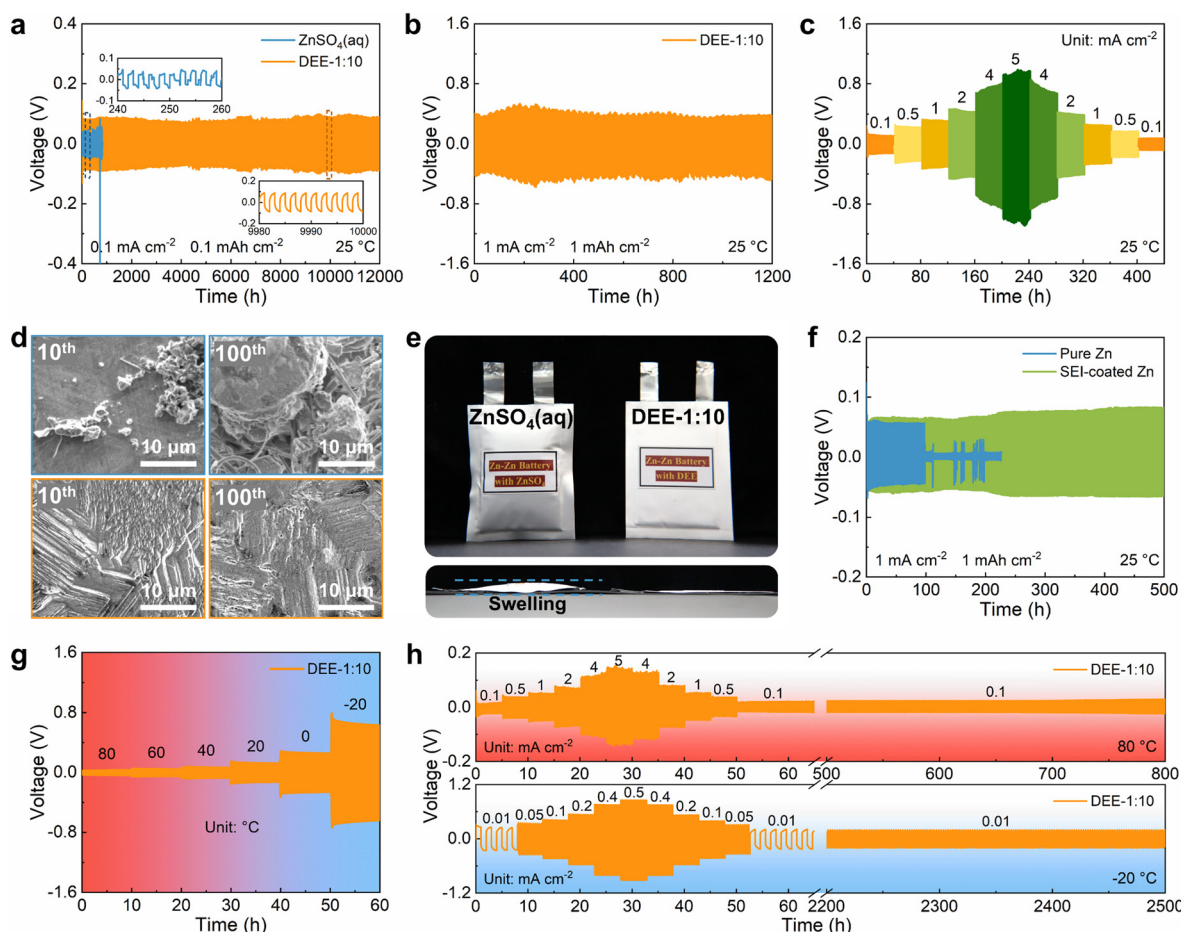 a
0.4
0.2
0.0
-0.2
-0.4
Voltage (V)
0 2000 4000 6000 8000 10000 12000
Time (h)
ZnSO4(aq)
DEE-1:10
0.1
0.0
-0.1
240 250 260
0.2
0.0
-0.2
9980 9990 10000
0.1 mA cm-2 0.1 mAh cm-2 25 °C
b
1.6
0.8
0.0
-0.8
-1.6
Voltage (V)
0 400 800 1200
Time (h)
DEE-1:10
1 mA cm-2 1 mAh cm-2 25 °C
c
1.6
0.8
0.0
-0.8
-1.6
Voltage (V)
0 80 160 240 320 400
Time (h)
Unit: mA cm-2
0.1 0.5 1 2 4 5 4 2 1 0.5 0.1
25 °C
d
10th
10 μm
100th
10 μm
10th
10 μm
100th
10 μm
e
ZnSO4(aq)
DEE-1:10
Zn-Zn Battery
with ZnSO4
Zn-Zn Battery
with DEE
Swelling
f
0.2
0.1
0.0
-0.1
-0.2
Voltage (V)
0 100 200 300 400 500
Time (h)
Pure Zn
SEI-coated Zn
1 mA cm-2 1 mAh cm-2 25 °C
g
1.6
0.8
0.0
-0.8
-1.6
Voltage (V)
0 10 20 30 40 50 60
Time (h)
DEE-1:10
80 60 40 20 0 -20
Unit: °C
h
0.2
0.0
-0.2
Voltage (V)
DEE-1:10
0.1 0.5 1 2 4 5 4 2 1 0.5 0.1 0.1
Unit: mA cm-2
80 °C
0 10 20 30 40 50 60 500 600 700 800
1.2
0.0
-1.2
DEE-1:10
0.01 0.05 0.1 0.2 0.4 0.5 0.4 0.2 0.1 0.05 0.01 0.01
Unit: mA cm-2
-20 °C
0 10 20 30 40 50 60 2200 2300 2400 2500
Time (h)